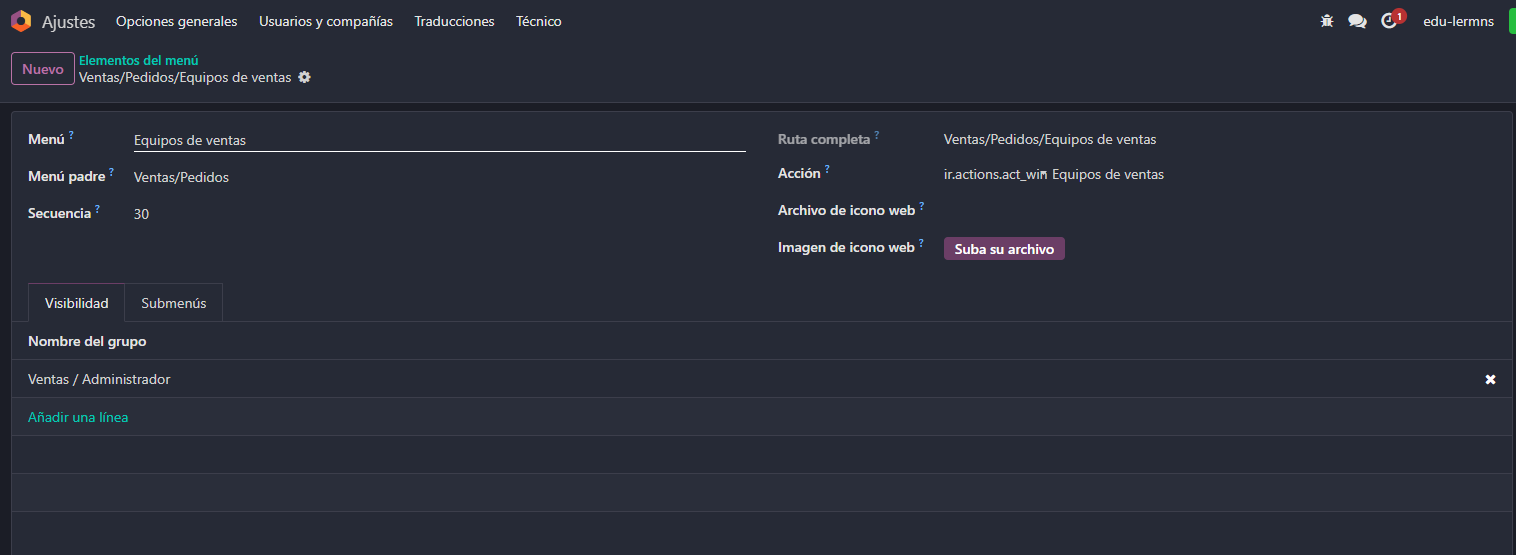 Ajustes Opciones generales Usuarios y compañías Traducciones Técnico 1 edu-lermns
Nuevo Elementos del menú
Ventas/Pedidos/Equipos de ventas
Menú ? Equipos de ventas Ruta completa ? Ventas/Pedidos/Equipos de ventas
Menú padre ? Ventas/Pedidos Acción ? ir.actions.act_win Equipos de ventas
Secuencia ? 30 Archivo de icono web ?
Imagen de icono web ? Suba su archivo
Visibilidad Submenús
Nombre del grupo
Ventas / Administrador
Añadir una línea